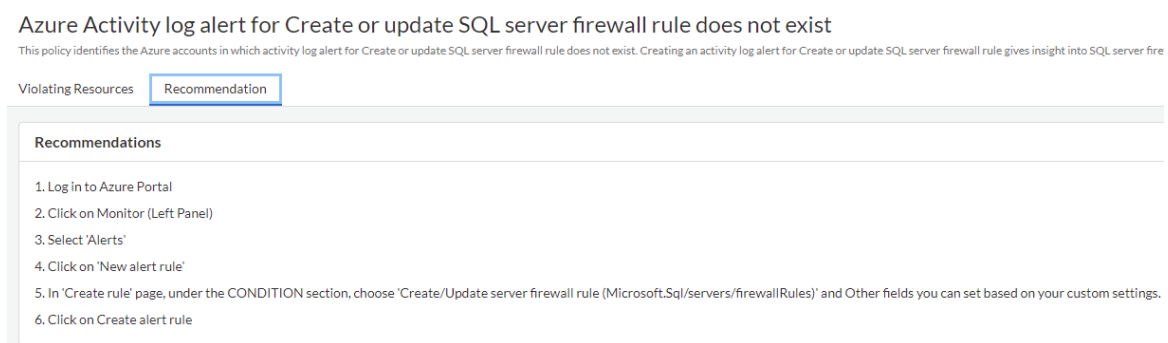 Azure Activity log alert for Create or update SQL server firewall rule does not exist
This policy identifies the Azure accounts in which activity log alert for Create or update SQL server firewall rule does not exist. Creating an activity log alert for Create or update SQL server firewall rule gives insight into SQL server fire
Violating Resources Recommendation
Recommendations
1. Log in to Azure Portal
2. Click on Monitor (Left Panel)
3. Select 'Alerts'
4. Click on 'New alert rule'
5. In 'Create rule' page, under the CONDITION section, choose 'Create/Update server firewall rule (Microsoft.Sql/servers/firewallRules)' and Other fields you can set based on your custom settings.
6. Click on Create alert rule